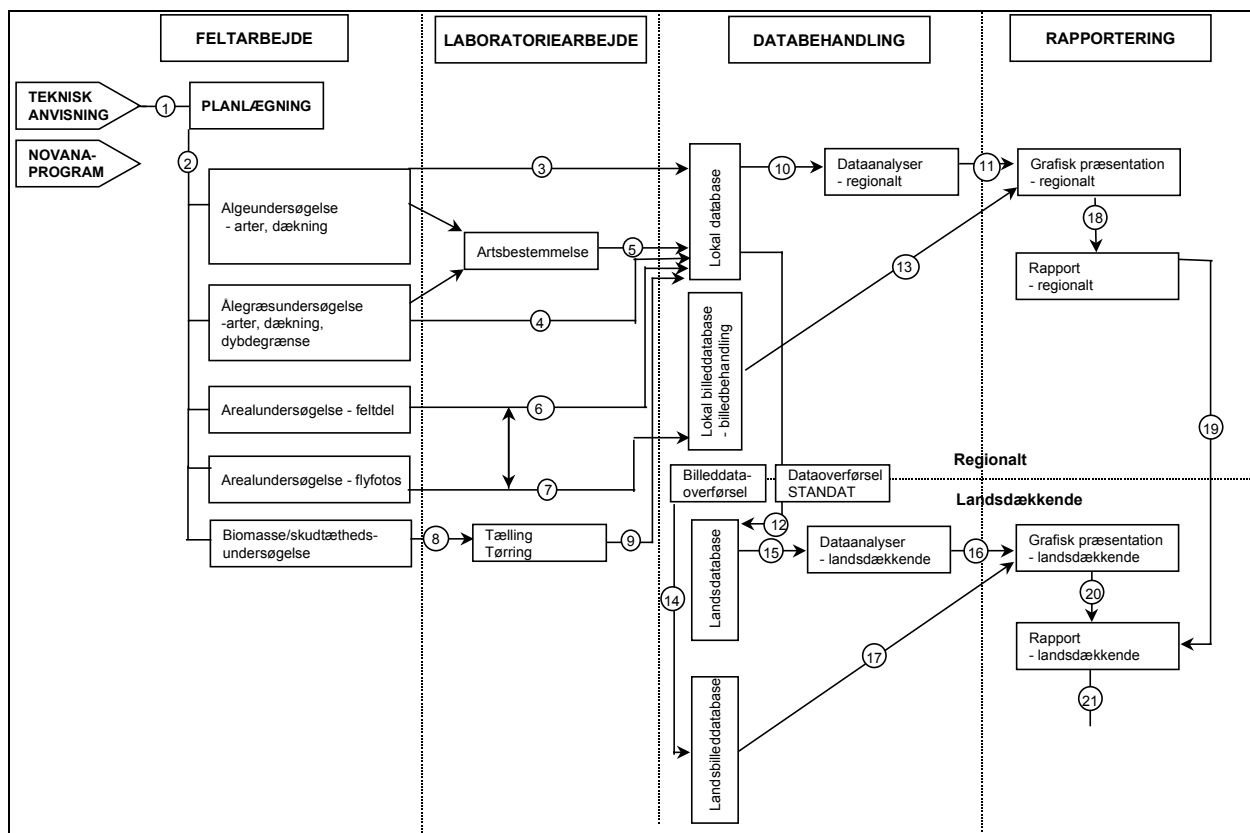 FELTARBEJDE
LABORATORIEARBEJDE
DATABEHANDLING
RAPPORTERING
TEKNISK
ANVISNING
1
PLANLÆGNING
NOVANA-
PROGRAM
2
Algeundersøgelse
- arter, dækning
3
Artsbestemmelse
5
Ålegræsundersøgelse
-arter, dækning,
dybdegrænse
4
Arealundersøgelse - feltdel
6
Arealundersøgelse - flyfotos
7
Biomasse/skudtætheds-
undersøgelse
8
Tælling
Tørring
9
Lokal database
10
Dataanalyser
- regionalt
11
Grafisk præsentation
- regionalt
18
Rapport
- regionalt
13
Lokal billeddatabase
- billedbehandling
19
Regionalt
Billeddata-
overførsel
Dataoverførsel
STANDAT
Landsdækkende
12
Landsdatabase
15
Dataanalyser
- landsdækkende
16
Grafisk præsentation
- landsdækkende
14
20
17
Rapport
- landsdækkende
21
Landsbilleddatabase